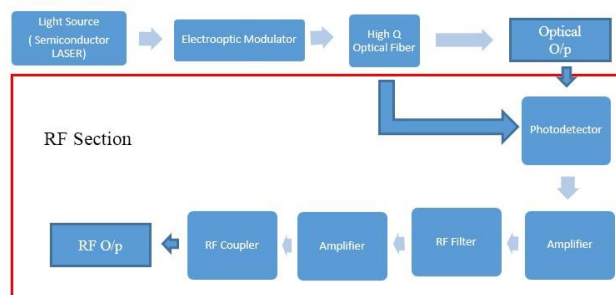 Light Source
( Semiconductor
LASER)
Electrooptic Modulator
High Q
Optical Fiber
Optical
O/p
RF Section
Photodetector
RF O/p
RF Coupler
Amplifier
RF Filter
Amplifier